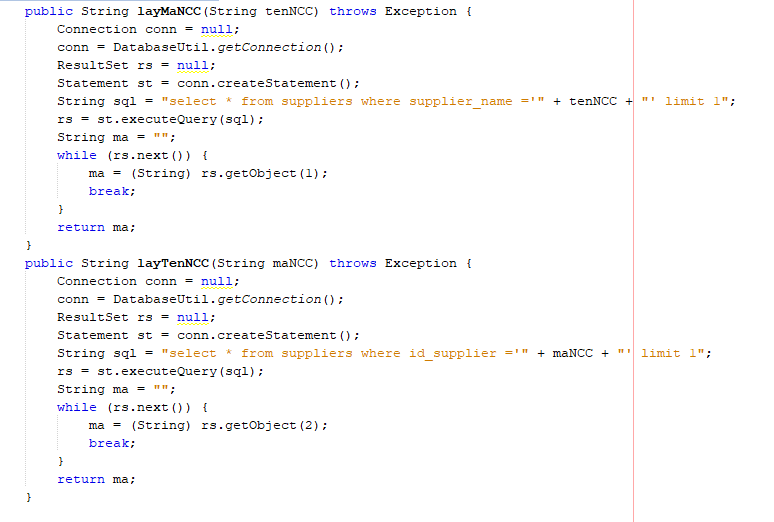 public String layMaNCC(String tenNCC) throws Exception {
Connection conn = null;
conn = DatabaseUtil.getConnection();
ResultSet rs = null;
Statement st = conn.createStatement();
String sql = "select * from suppliers where supplier_name ='" + tenNCC + "' limit 1";
rs = st.executeQuery(sql);
String ma = "";
while (rs.next()) {
ma = (String) rs.getObject(1);
break;
}
return ma;
}
public String layTenNCC(String maNCC) throws Exception {
Connection conn = null;
conn = DatabaseUtil.getConnection();
ResultSet rs = null;
Statement st = conn.createStatement();
String sql = "select * from suppliers where id_supplier ='" + maNCC + "' limit 1";
rs = st.executeQuery(sql);
String ma = "";
while (rs.next()) {
ma = (String) rs.getObject(2);
break;
}
return ma;
}